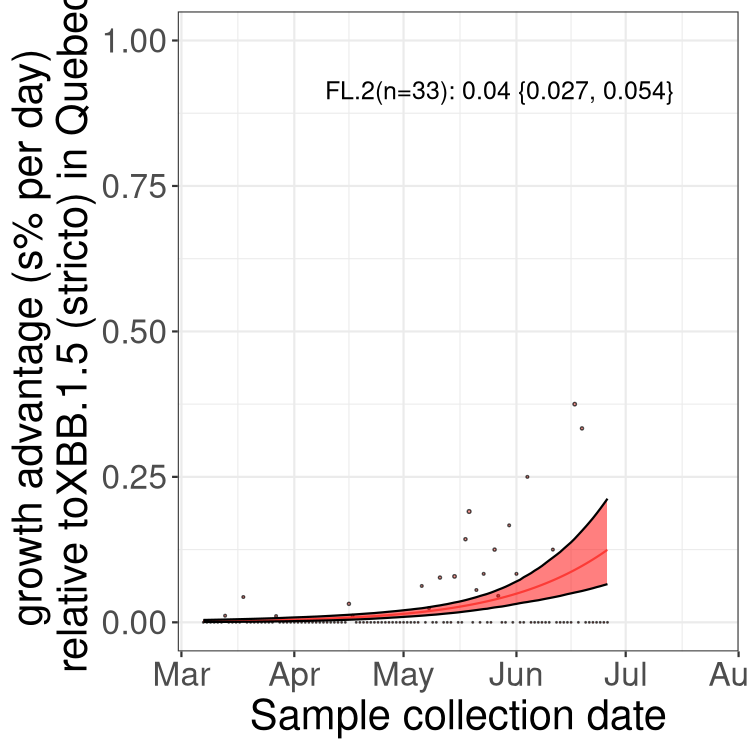 growth advantage (s% per day)
relative toXBB.1.5 (stricto) in Quebec
1.00
0.75
0.50
0.25
0.00
FL.2(n=33): 0.04 {0.027, 0.054}
Mar Apr May Jun Jul Au
Sample collection date